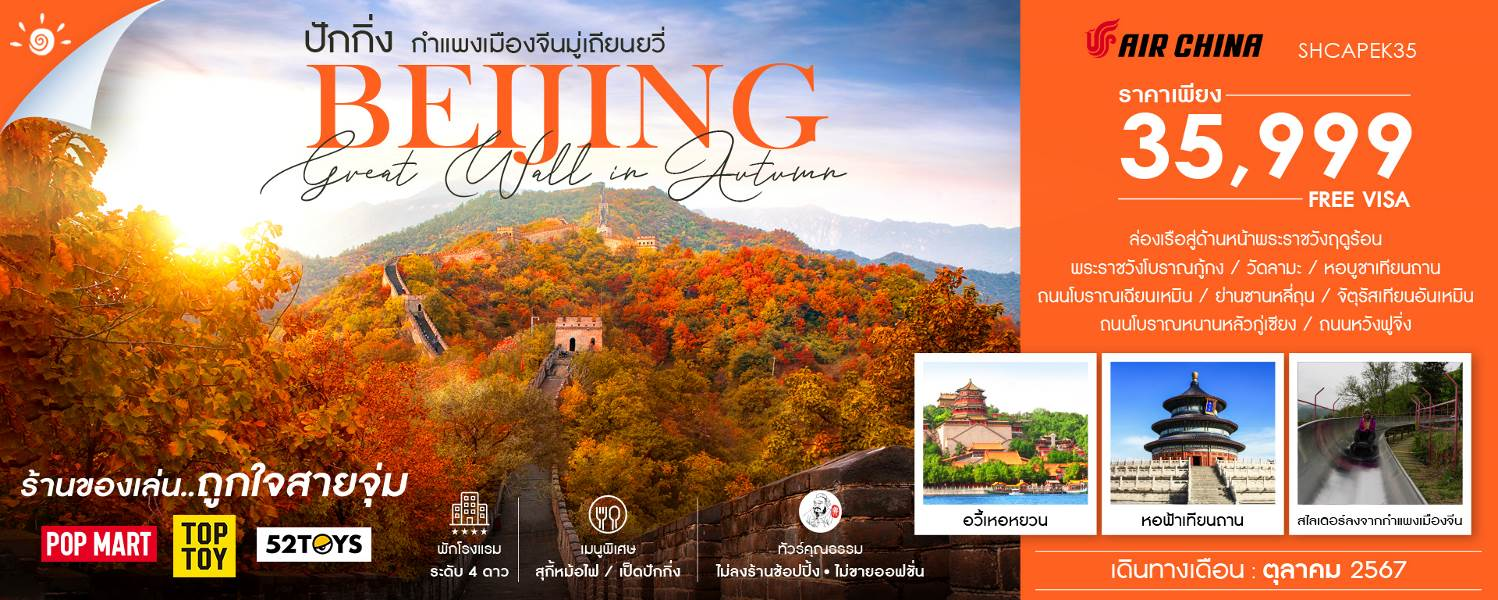 ปักกิ่ง กำแพงเมืองจีนมู่เถียนยวี่
BEIJING
Great Wall in Autumn
ร้านของเล่น..ถูกใจสายจุ่ม
POP MART
TOP
TOY
52TOYS
พักโรงแรม
ระดับ 4 ดาว
เมนูพิเศษ
สุกี้หม้อไฟ / เป็ดปักกิ่ง
ทัวร์คุณธรรม
ไม่ลงร้านช้อปปิ้ง • ไม่ขายออฟชั่น
AIR CHINA SHCAPEK35
ราคาเพียง
35,999
FREE VISA
ล่องเรือสู่ด้านหน้าพระราชวังฤดูร้อน
พระราชวังโบราณกู้กง / วัดลามะ / หอบูชาเทียนถาน
ถนนโบราณเฉียนเหมิน / ย่านซานหลี่ถุน / จัตุรัสเทียนอันเหมิน
ถนนโบราณหนานหลัวกู่เซียง / ถนนหวังฟูจิ่ง
อวี้เหอหยวน
หอฟ้าเทียนถาน
สไลเดอร์ลงจากกำแพงเมืองจีน
เดินทางเดือน : ตุลาคม 2567